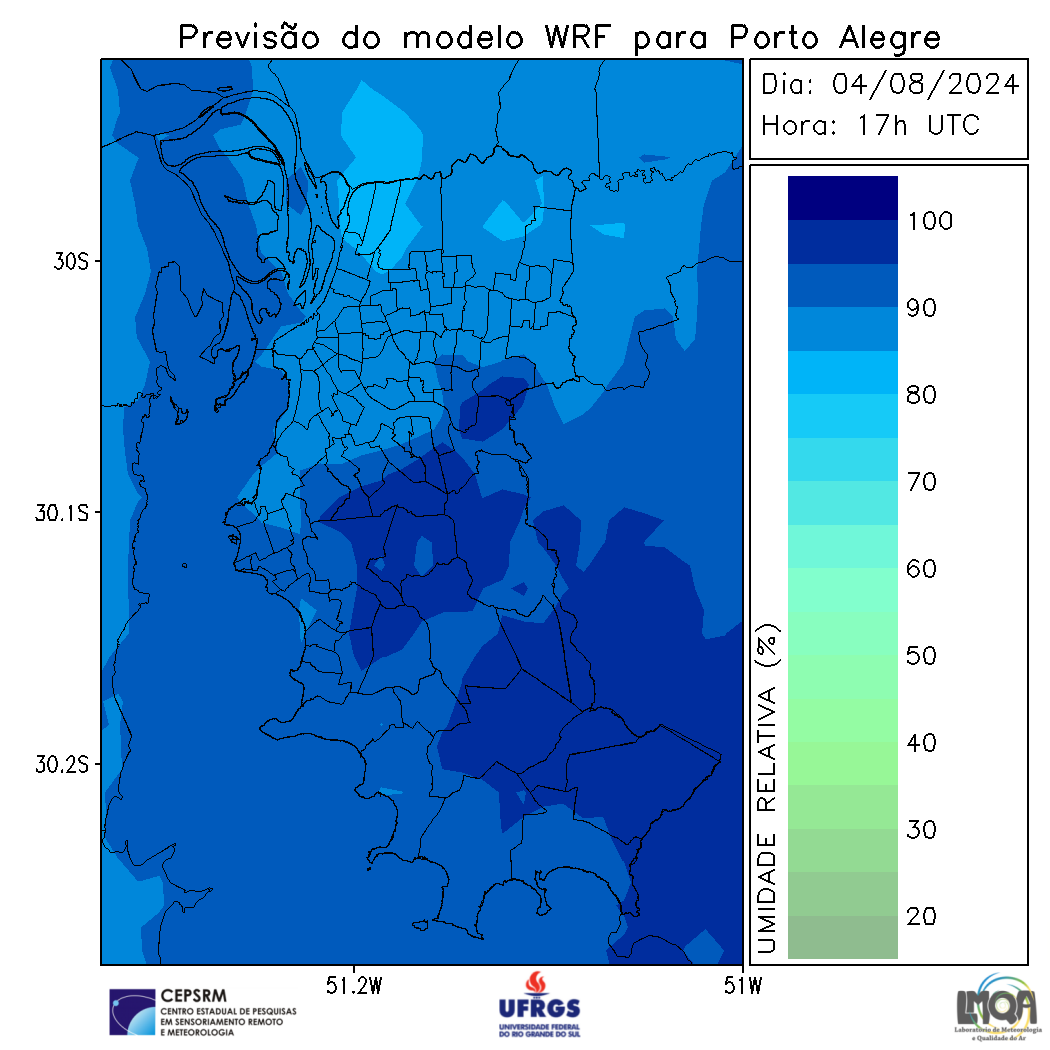 Previsão do modelo WRF para Porto Alegre
Dia: 04/08/2024
Hora: 17h UTC
30S
30.1S
30.2S
51.2W
51W
UMIDADE RELATIVA (%)
100
90
80
70
60
50
40
30
20
CEPSRM
CENTRO ESTADUAL DE PESQUISAS
EM SENSORIAMENTO REMOTO
E METEOROLOGIA
UFRGS
UNIVERSIDADE FEDERAL
DO RIO GRANDE DO SUL
LMQA
Laboratório de Meteorologia
e Qualidade do Ar